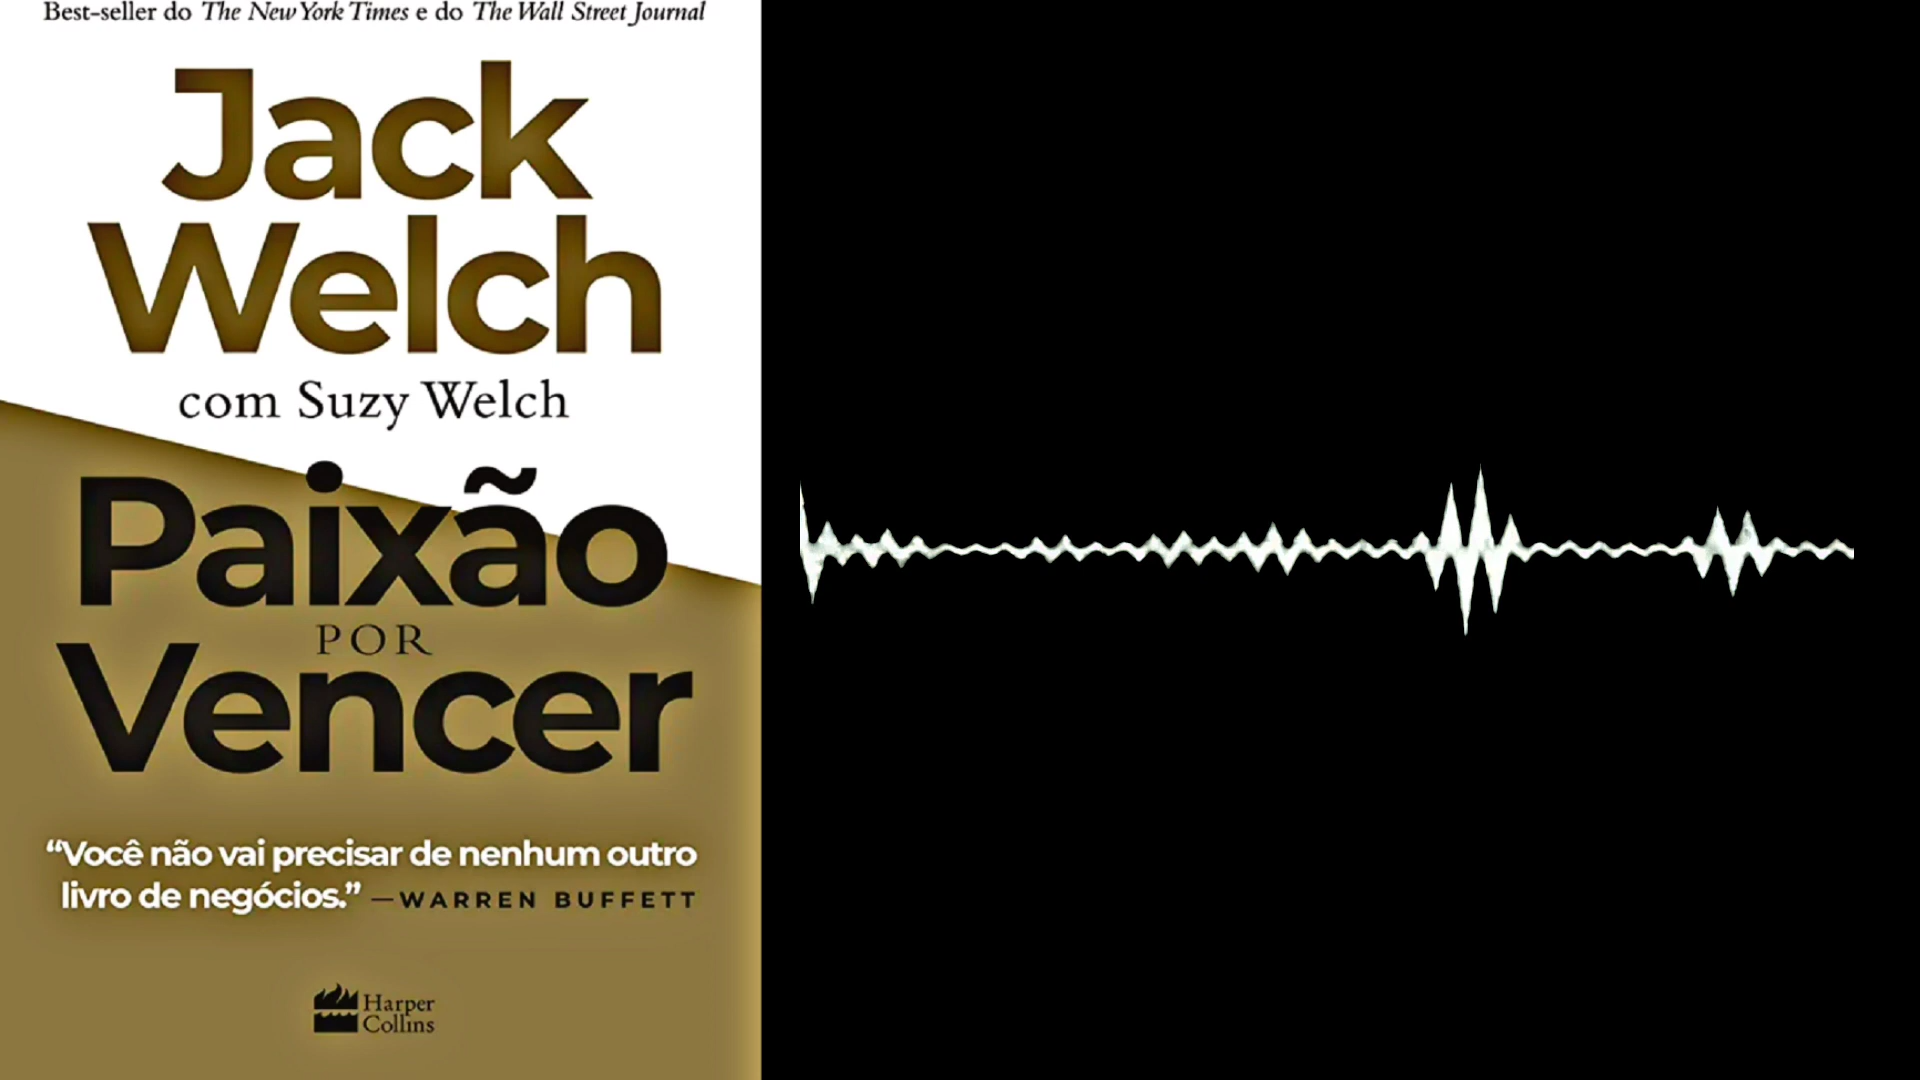 Best-seller do The New York Times e do The Wall Street Journal
Jack
Welch
com Suzy Welch
Paixão
POR
Vencer
“Você não vai precisar de nenhum outro
livro de negócios.” —WARREN BUFFETT
Harper
Collins